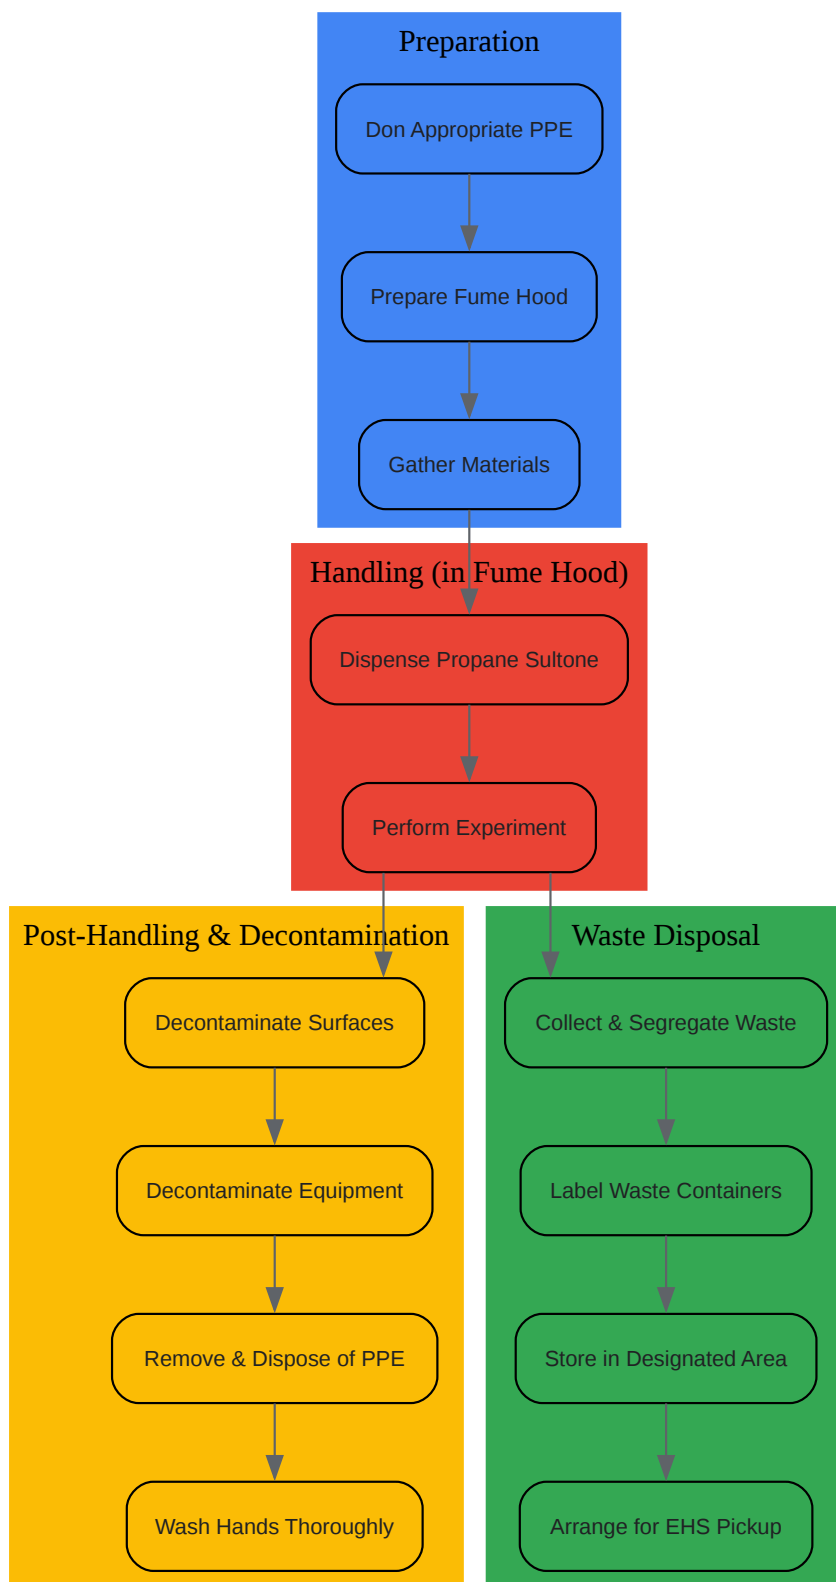 Preparation
Don Appropriate PPE
Prepare Fume Hood
Gather Materials
Handling (in Fume Hood)
Dispense Propane Sultone
Perform Experiment
Post-Handling & Decontamination
Decontaminate Surfaces
Decontaminate Equipment
Remove & Dispose of PPE
Wash Hands Thoroughly
Waste Disposal
Collect & Segregate Waste
Label Waste Containers
Store in Designated Area
Arrange for EHS Pickup